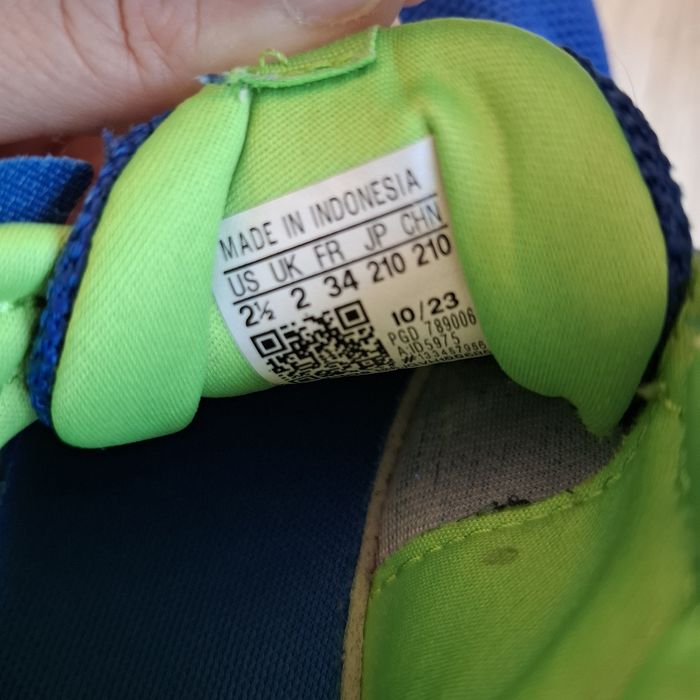 MADE IN INDONESIA
US UK FR JP CHN
2½ 2 34 210 210
10/23
PGD 789006